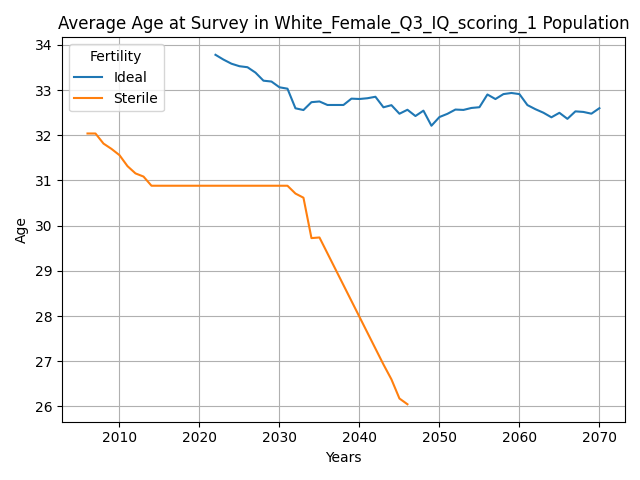 Average Age at Survey in White_Female_Q3_IQ_scoring_1 Population
Fertility
Ideal
Sterile
34
33
32
31
30
29
28
27
26
Age
2010 2020 2030 2040 2050 2060 2070
Years